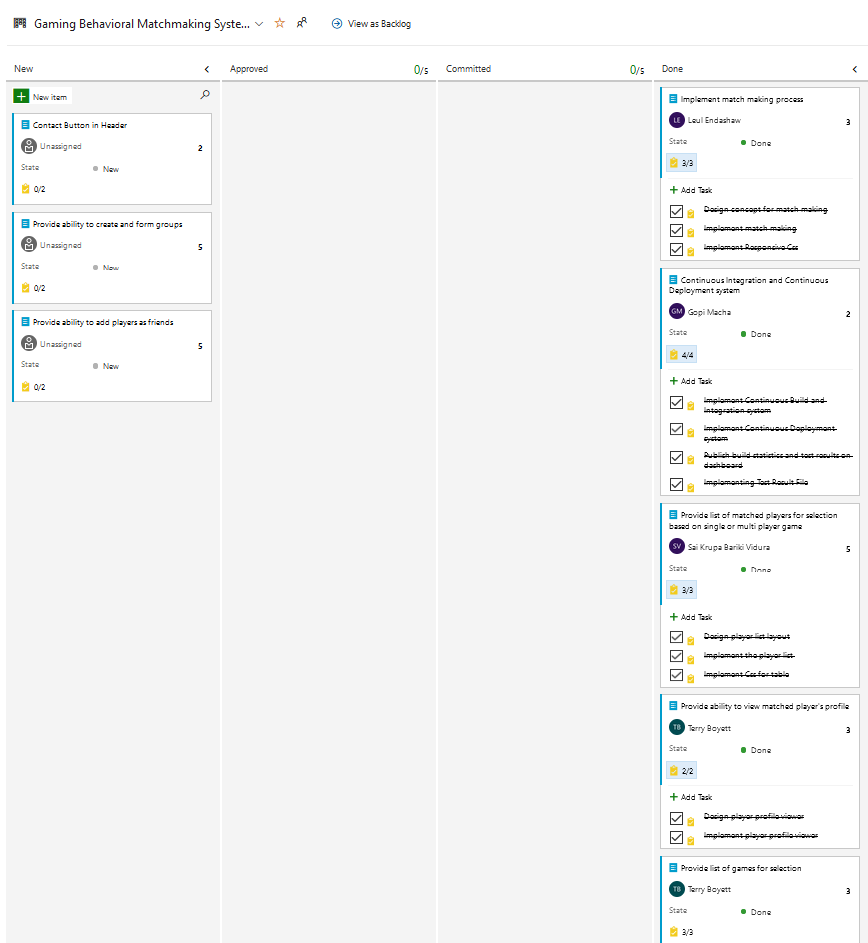 Gaming Behavioral Matchmaking Syste...
View as Backlog
New
Approved
0/5
Committed
0/5
Done
New item
Contact Button in Header
Unassigned
2
State
New
0/2
Provide ability to create and form groups
Unassigned
5
State
New
0/2
Provide ability to add players as friends
Unassigned
5
State
New
0/2
Implement match making process
LE
Leul Endashaw
3
State
Done
3/3
Add Task
Design concept for match making
Implement match making
Implement Responsive Css
Continuous Integration and Continuous
Deployment system
GM
Gopi Macha
2
State
Done
4/4
Add Task
Implement Continuous Build and
Integration system
Implement Continuous Deployment
system
Publish build statistics and test results on
dashboard
Implementing Test Result File
Provide list of matched players for selection
based on single or multi player game
SV
Sai Krupa Bariki Vidura
5
State
Done
3/3
Add Task
Design player list layout
Implement the player list
Implement Css for table
Provide ability to view matched player's profile
TB
Terry Boyett
3
State
Done
2/2
Add Task
Design player profile viewer
Implement player profile viewer
Provide list of games for selection
TB
Terry Boyett
3
State
Done
3/3